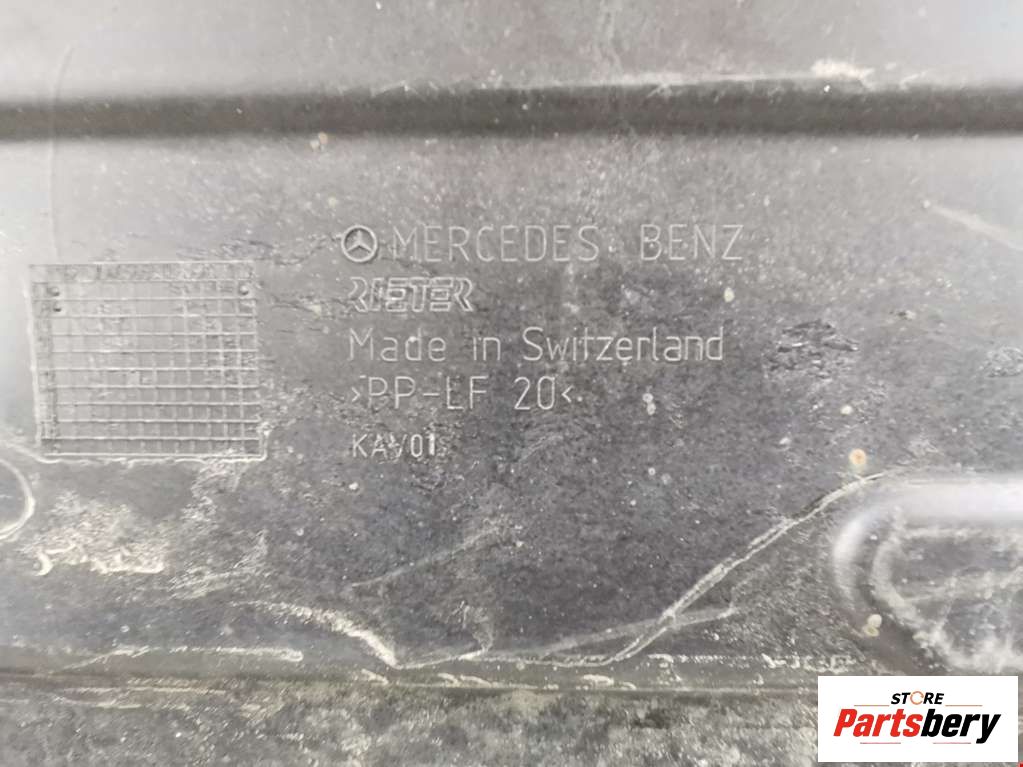 MERCEDES BENZ
RIETER
Made in Switzerland
>PP-LF 20<
KAV01
STORE
Partsbery